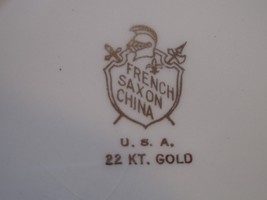 FRENCH
SAXON
CHINA
U. S. A.
22 KT. GOLD